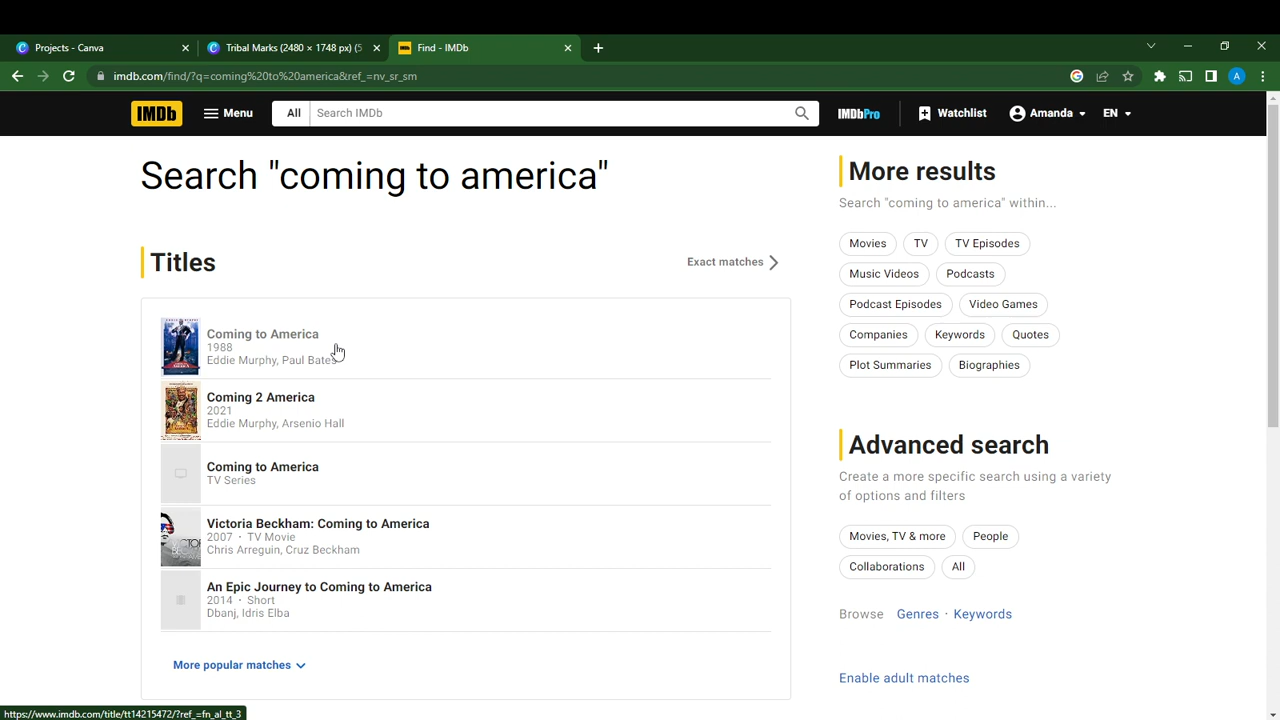 Projects - Canva
Tribal Marks (2480 × 1748 px) (5
Find - IMDb
imdb.com/find/?q=coming%20to%20america&ref_=nv_sr_sm
A
IMDb
Menu
All
Search IMDb
IMDbPro
Watchlist
Amanda
EN
Search "coming to america"
Titles
Exact matches
Coming to America
1988
Eddie Murphy, Paul Bates
Coming 2 America
2021
Eddie Murphy, Arsenio Hall
Coming to America
TV Series
Victoria Beckham: Coming to America
2007 · TV Movie
Chris Arreguin, Cruz Beckham
An Epic Journey to Coming to America
2014 · Short
Dbanj, Idris Elba
More popular matches
More results
Search "coming to america" within...
Movies
TV
TV Episodes
Music Videos
Podcasts
Podcast Episodes
Video Games
Companies
Keywords
Quotes
Plot Summaries
Biographies
Advanced search
Create a more specific search using a variety
of options and filters
Movies, TV & more
People
Collaborations
All
Browse Genres · Keywords
Enable adult matches
https://www.imdb.com/title/tt14215472/?ref_=fn_al_tt_3